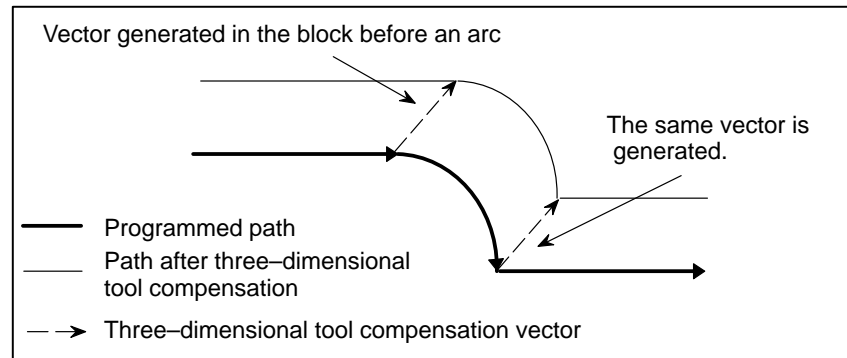 Vector generated in the block before an arc
The same vector is
generated.
Programmed path
Path after three–dimensional
tool compensation
Three–dimensional tool compensation vector